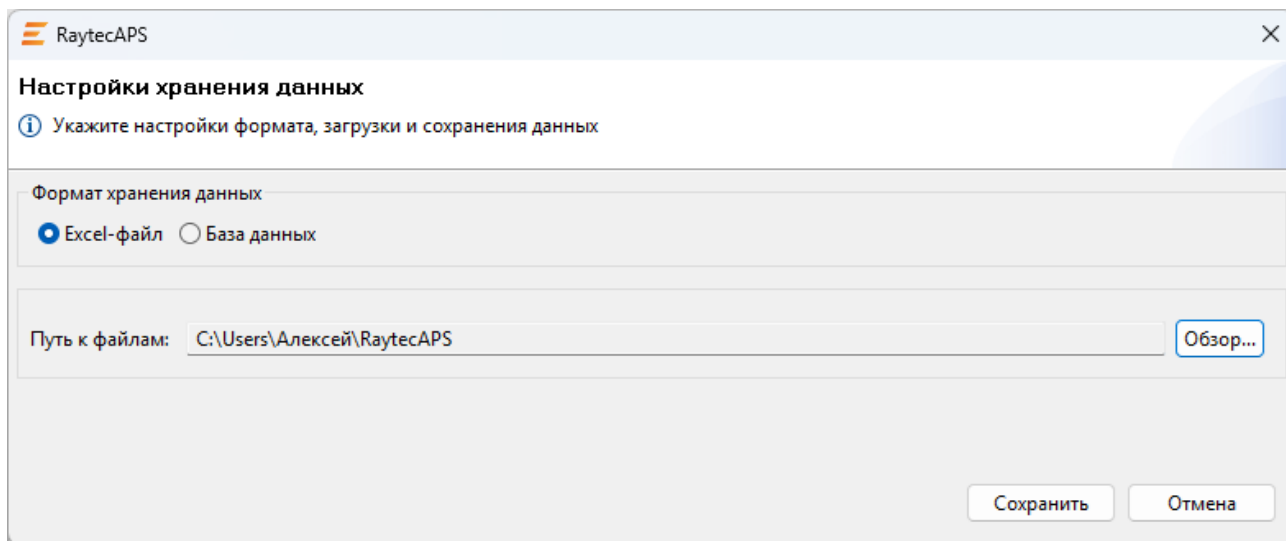 RaytecAPS
Настройки хранения данных
Укажите настройки формата, загрузки и сохранения данных
Формат хранения данных
Excel-файл База данных
Путь к файлам: C:\Users\Алексей\RaytecAPS Обзор...
Сохранить Отмена